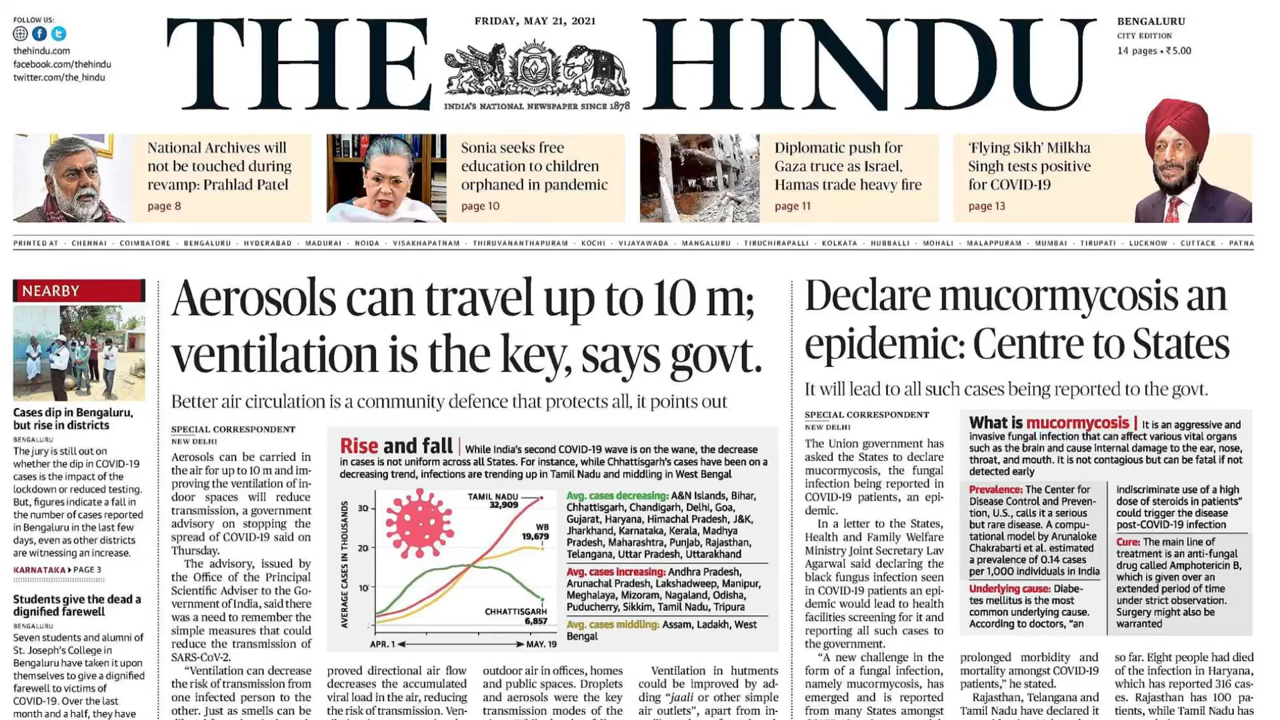 FOLLOW US:
thehindu.com
facebook.com/thehindu
twitter.com/the_hindu
FRIDAY, MAY 21, 2021
THE HINDU
INDIA'S NATIONAL NEWSPAPER SINCE 1878
BENGALURU
CITY EDITION
14 pages • ₹5.00
National Archives will
not be touched during
revamp: Prahlad Patel
page 8
Sonia seeks free
education to children
orphaned in pandemic
page 10
Diplomatic push for
Gaza truce as Israel,
Hamas trade heavy fire
page 11
‘Flying Sikh’ Milkha
Singh tests positive
for COVID-19
page 13
PRINTED AT · CHENNAI · COIMBATORE · BENGALURU · HYDERABAD · MADURAI · NOIDA · VISAKHAPATNAM · THIRUVANANTHAPURAM · KOCHI · VIJAYAWADA · MANGALURU · TIRUCHIRAPALLI · KOLKATA · HUBBALLI · MOHALI · MALAPPURAM · MUMBAI · TIRUPATI · LUCKNOW · CUTTACK · PATNA
NEARBY
Cases dip in Bengaluru,
but rise in districts
BENGALURU
The jury is still out on
whether the dip in COVID-19
cases is the impact of the
lockdown or reduced testing.
But, figures indicate a fall in
the number of cases reported
in Bengaluru in the last few
days, even as other districts
are witnessing an increase.
KARNATAKA ▸ PAGE 3
Students give the dead a
dignified farewell
BENGALURU
Seven students and alumni of
St. Joseph's College in
Bengaluru have taken it upon
themselves to give a dignified
farewell to victims of
COVID-19. Over the last
month and a half, they have
Aerosols can travel up to 10 m;
ventilation is the key, says govt.
Better air circulation is a community defence that protects all, it points out
SPECIAL CORRESPONDENT
NEW DELHI
Aerosols can be carried in
the air for up to 10 m and im-
proving the ventilation of in-
door spaces will reduce
transmission, a government
advisory on stopping the
spread of COVID-19 said on
Thursday.
The advisory, issued by
the Office of the Principal
Scientific Adviser to the Go-
vernment of India, said there
was a need to remember the
simple measures that could
reduce the transmission of
SARS-CoV-2.
“Ventilation can decrease
the risk of transmission from
one infected person to the
other. Just as smells can be
Rise and fall | While India's second COVID-19 wave is on the wane, the decrease
in cases is not uniform across all States. For instance, while Chhattisgarh's cases have been on a
decreasing trend, infections are trending up in Tamil Nadu and middling in West Bengal
AVERAGE CASES IN THOUSANDS
30
20
10
0
TAMIL NADU
32,909
WB
19,679
CHHATTISGARH
6,857
APR. 1
MAY. 19
Avg. cases decreasing: A&N Islands, Bihar,
Chhattisgarh, Chandigarh, Delhi, Goa,
Gujarat, Haryana, Himachal Pradesh, J&K,
Jharkhand, Karnataka, Kerala, Madhya
Pradesh, Maharashtra, Punjab, Rajasthan,
Telangana, Uttar Pradesh, Uttarakhand
Avg. cases increasing: Andhra Pradesh,
Arunachal Pradesh, Lakshadweep, Manipur,
Meghalaya, Mizoram, Nagaland, Odisha,
Puducherry, Sikkim, Tamil Nadu, Tripura
Avg. cases middling: Assam, Ladakh, West
Bengal
proved directional air flow
decreases the accumulated
viral load in the air, reducing
the risk of transmission. Ven-
outdoor air in offices, homes
and public spaces. Droplets
and aerosols were the key
transmission modes of the
Ventilation in hutments
could be improved by ad-
ding “jaali or other simple
air outlets”, apart from in-
Declare mucormycosis an
epidemic: Centre to States
It will lead to all such cases being reported to the govt.
SPECIAL CORRESPONDENT
NEW DELHI
The Union government has
asked the States to declare
mucormycosis, the fungal
infection being reported in
COVID-19 patients, an epi-
demic.
In a letter to the States,
Health and Family Welfare
Ministry Joint Secretary Lav
Agarwal said declaring the
black fungus infection seen
in COVID-19 patients an epi-
demic would lead to health
facilities screening for it and
reporting all such cases to
the government.
“A new challenge in the
form of a fungal infection,
namely mucormycosis, has
emerged and is reported
from many States amongst
What is mucormycosis | It is an aggressive and
invasive fungal infection that can affect various vital organs
such as the brain and cause Internal damage to the ear, nose,
throat, and mouth. It is not contagious but can be fatal if not
detected early
Prevalence: The Center for
Disease Control and Preven-
tion, U.S., calls it a serious
but rare disease. A compu-
tational model by Arunaloke
Chakrabarti et al. estimated
a prevalence of 0.14 cases
per 1,000 individuals in India
Underlying cause: Diabe-
tes mellitus is the most
common underlying cause.
According to doctors, “an
indiscriminate use of a high
dose of steroids in patients”
could trigger the disease
post-COVID-19 infection
Cure: The main line of
treatment is an anti-fungal
drug called Amphotericin B,
which is given over an
extended period of time
under strict observation.
Surgery might also be
warranted
prolonged morbidity and
mortality amongst COVID-19
patients,” he stated.
Rajasthan, Telangana and
Tamil Nadu have declared it
so far. Eight people had died
of the infection in Haryana,
which has reported 316 cas-
es. Rajasthan has 100 pa-
tients, while Tamil Nadu has